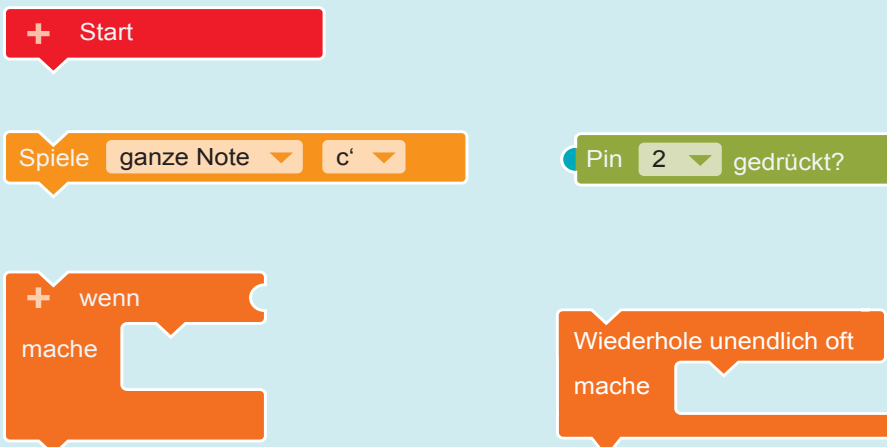 + Start
Spiele ganze Note c‘
Pin 2 gedrückt?
+ wenn
mache
Wiederhole unendlich oft
mache